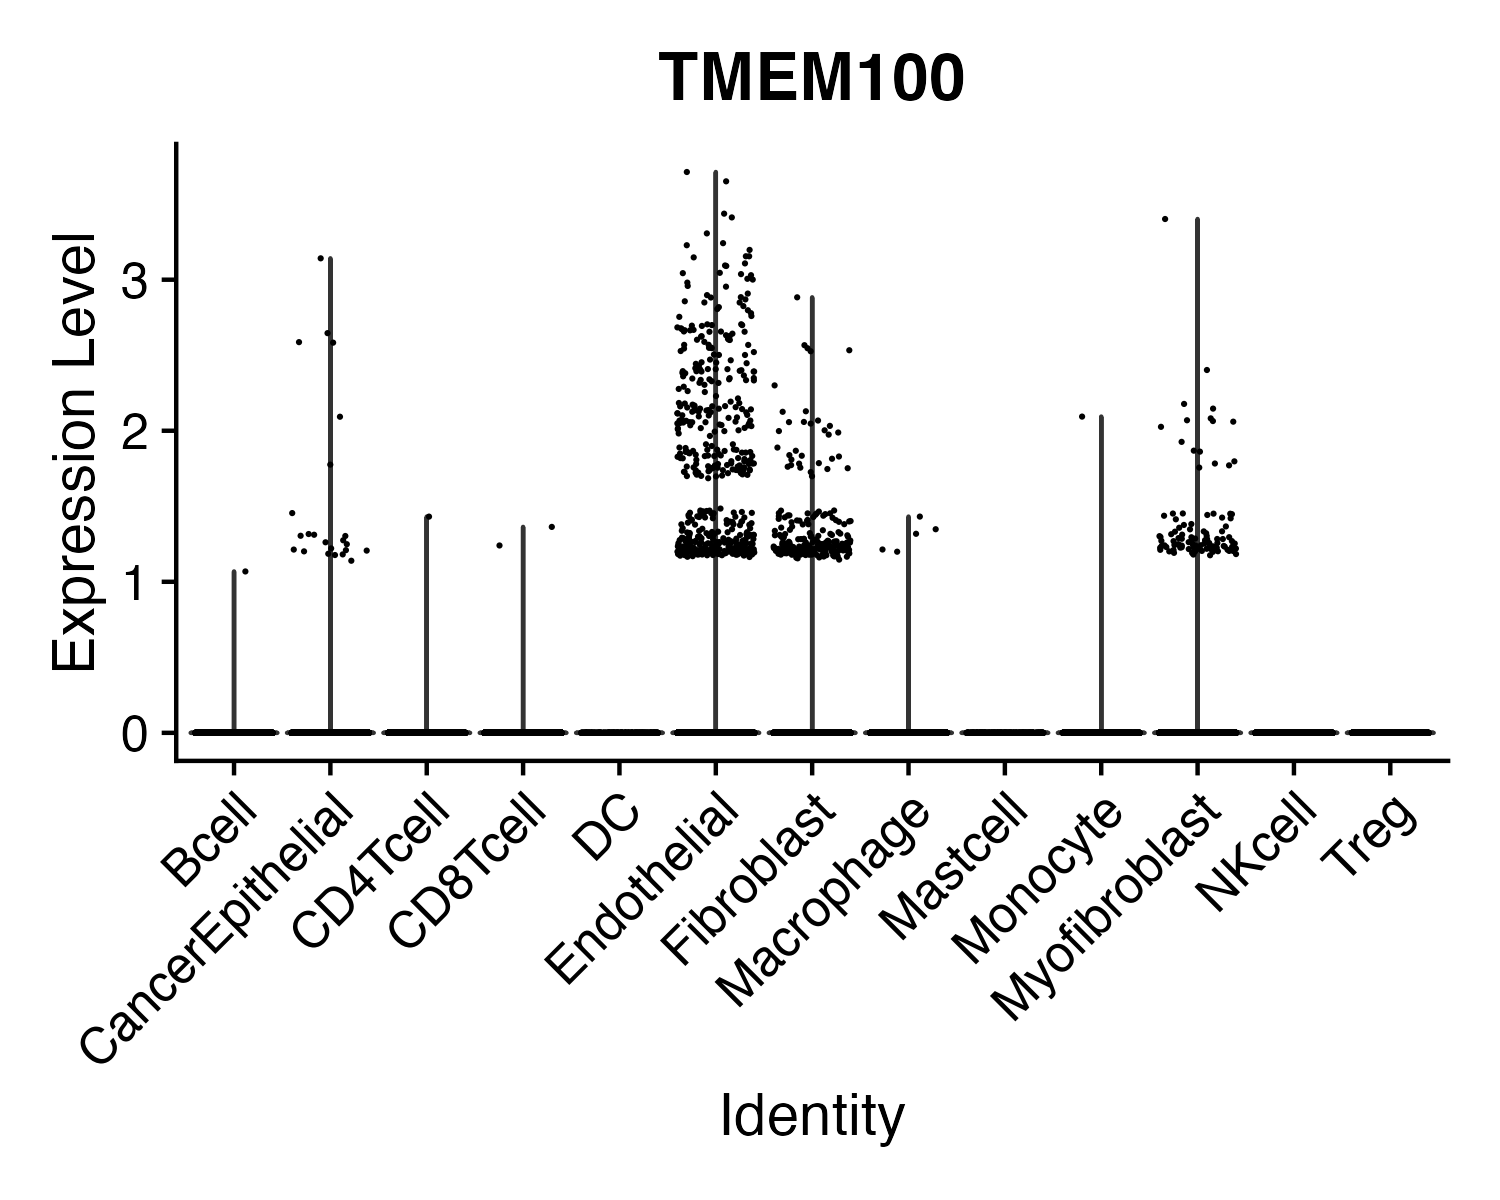 TMEM100
Expression Level
3
2
1
0
Bcell
CancerEpithelial
CD4Tcell
CD8Tcell
DC
Endothelial
Fibroblast
Macrophage
Mastcell
Monocyte
Myofibroblast
NKcell
Treg
Identity